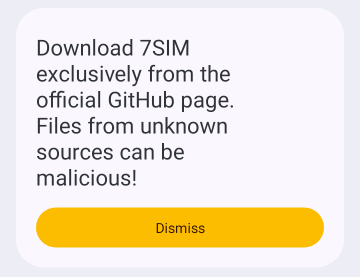 Download 7SIM
exclusively from the
official GitHub page.
Files from unknown
sources can be
malicious!
Dismiss